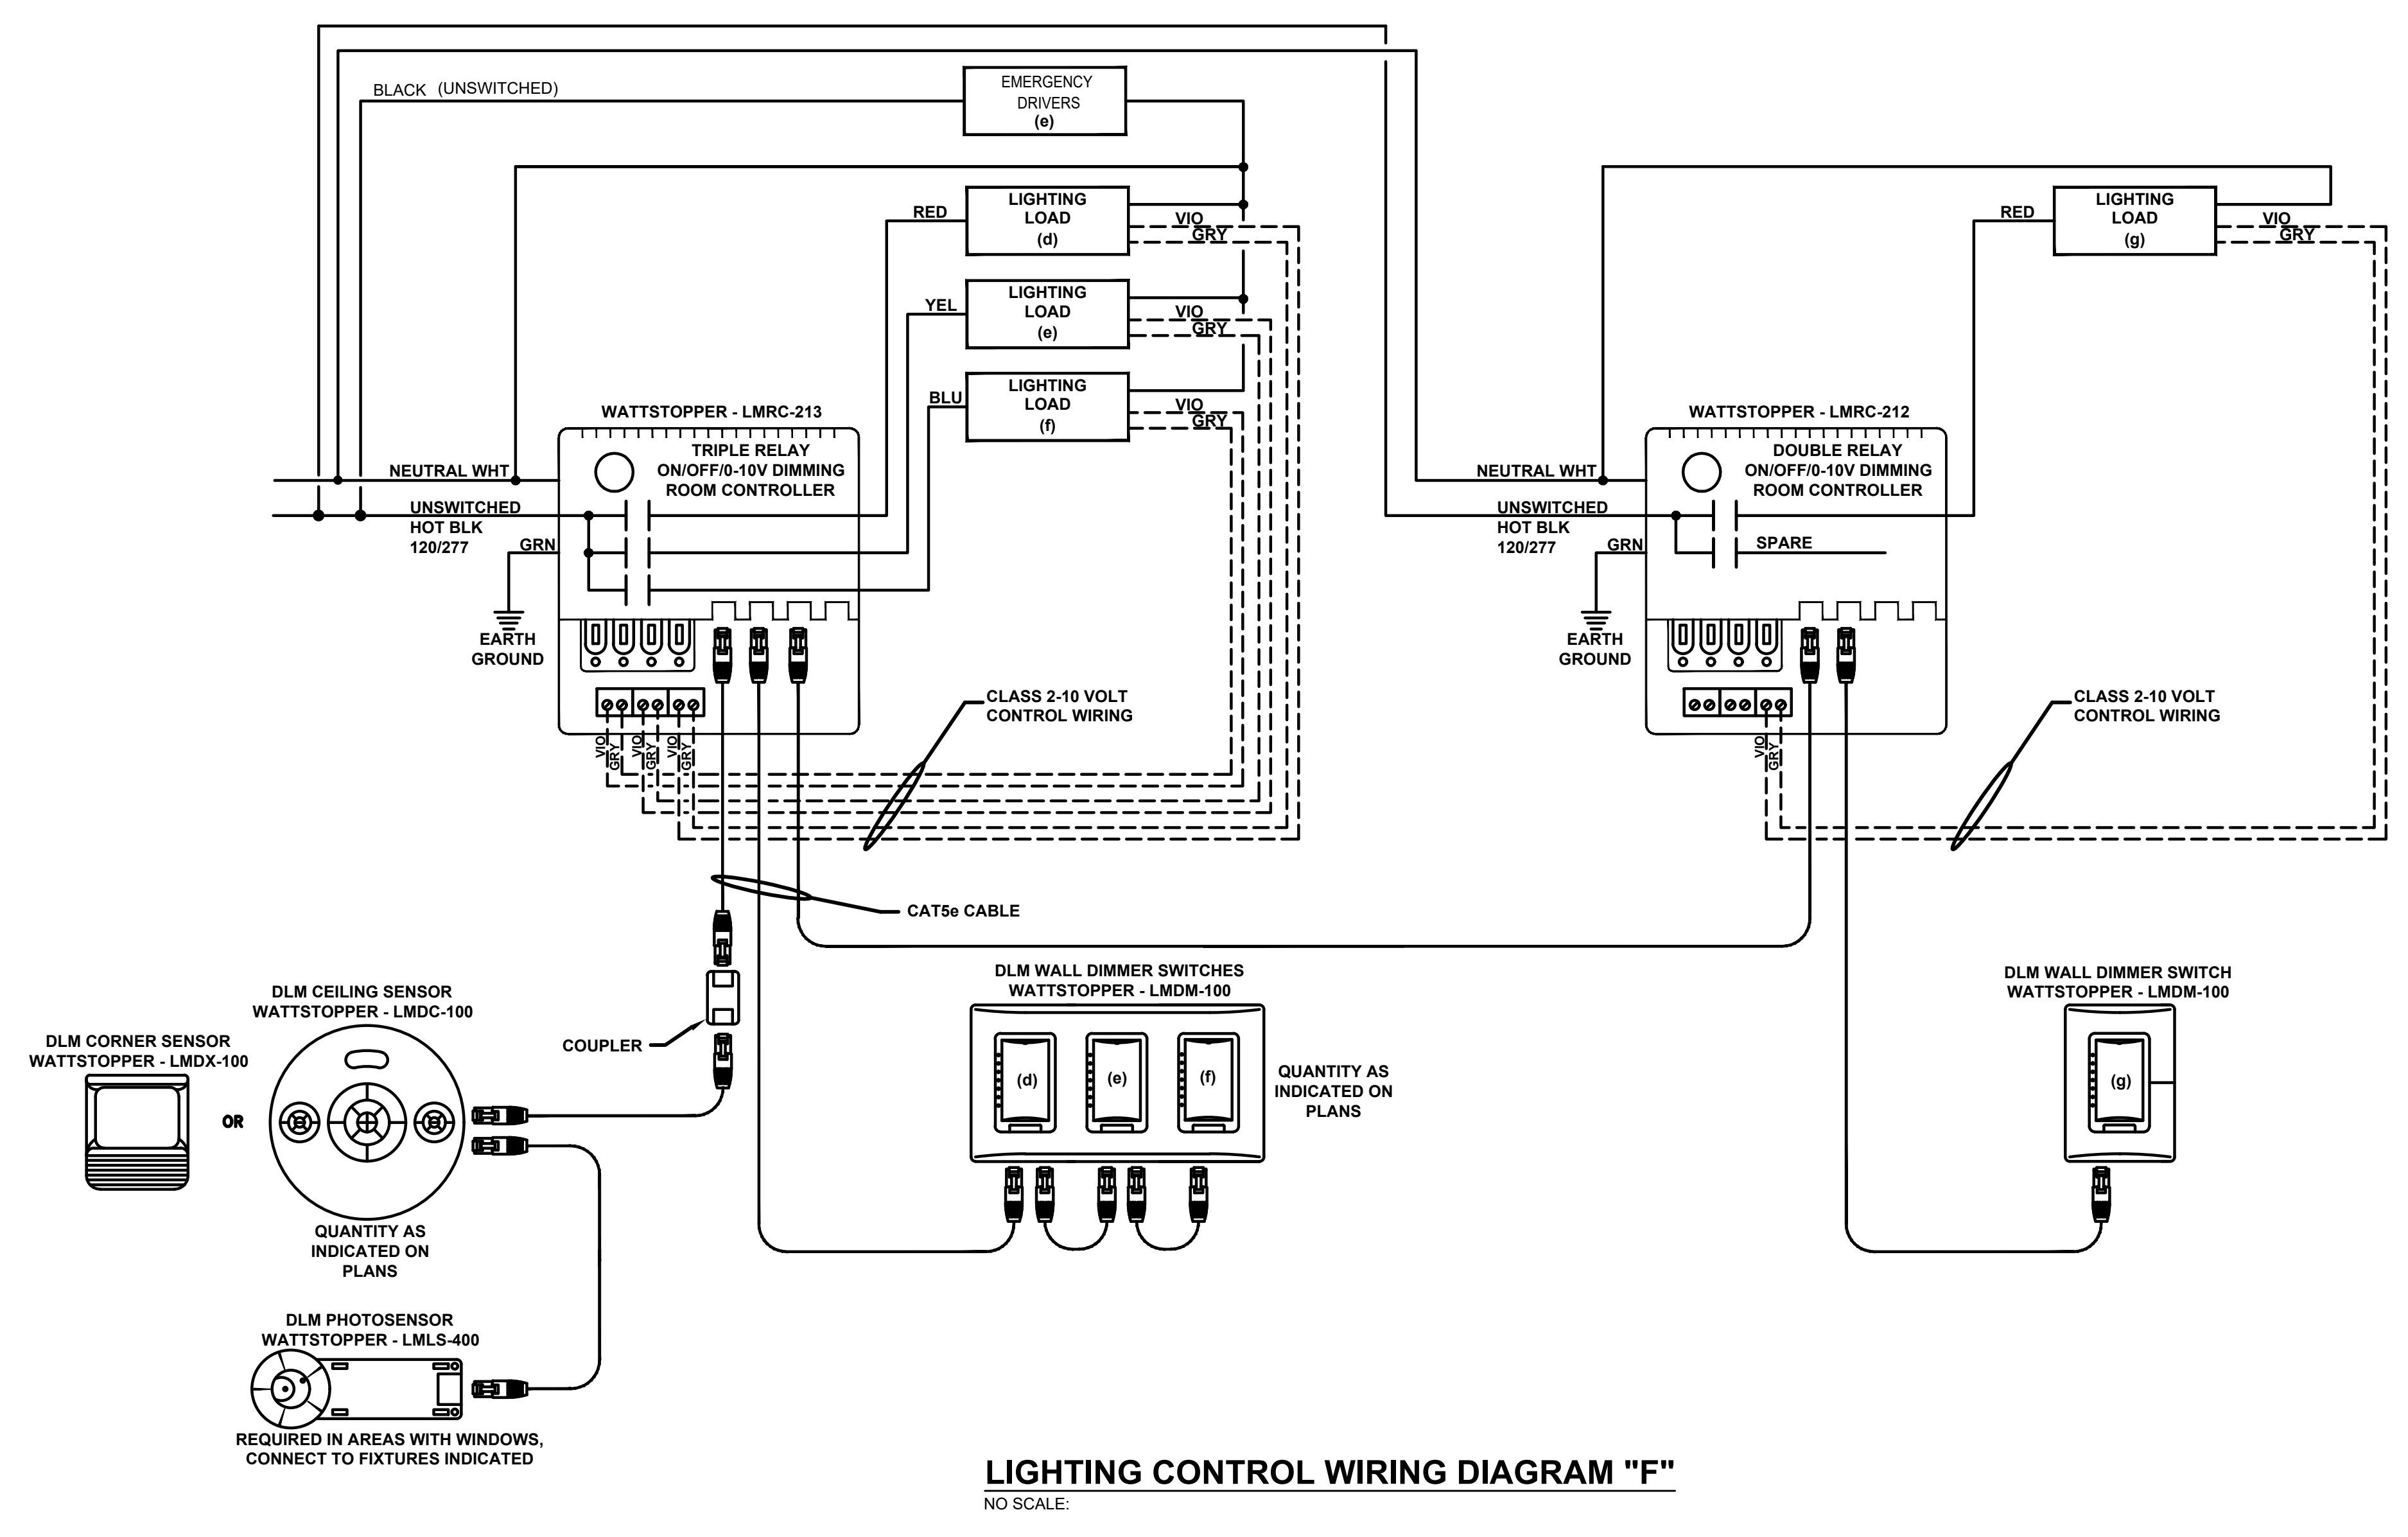 BLACK (UNSWITCHED)
EMERGENCY
DRIVERS
(e)
LIGHTING
LOAD
(d)
RED
VIO
GRY
LIGHTING
LOAD
(e)
YEL
VIO
GRY
LIGHTING
LOAD
(f)
BLU
VIO
GRY
WATTSTOPPER - LMRC-213
TRIPLE RELAY
ON/OFF/0-10V DIMMING
ROOM CONTROLLER
NEUTRAL WHT
UNSWITCHED
HOT BLK
120/277
GRN
EARTH
GROUND
VIO
GRY
VIO
GRY
VIO
GRY
CLASS 2-10 VOLT
CONTROL WIRING
RED
LIGHTING
LOAD
(g)
VIO
GRY
WATTSTOPPER - LMRC-212
DOUBLE RELAY
ON/OFF/0-10V DIMMING
ROOM CONTROLLER
NEUTRAL WHT
UNSWITCHED
HOT BLK
120/277
SPARE
GRN
EARTH
GROUND
VIO
GRY
CLASS 2-10 VOLT
CONTROL WIRING
CAT5e CABLE
COUPLER
DLM CEILING SENSOR
WATTSTOPPER - LMDC-100
DLM CORNER SENSOR
WATTSTOPPER - LMDX-100
OR
QUANTITY AS
INDICATED ON
PLANS
DLM PHOTOSENSOR
WATTSTOPPER - LMLS-400
REQUIRED IN AREAS WITH WINDOWS,
CONNECT TO FIXTURES INDICATED
DLM WALL DIMMER SWITCHES
WATTSTOPPER - LMDM-100
(d)
(e)
(f)
QUANTITY AS
INDICATED ON
PLANS
DLM WALL DIMMER SWITCH
WATTSTOPPER - LMDM-100
(g)
LIGHTING CONTROL WIRING DIAGRAM "F"
NO SCALE: